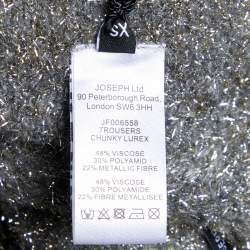 XS
JOSEPH Ltd
90 Peterborough Road,
London SW6 3HH
JF006558
TROUSERS
CHUNKY LUREX
48% VISCOSE
30% POLYAMID
22% METALLIC FIBRE
48% VISCOSE
30% POLYAMIDE
22% FIBRE METALLISEE